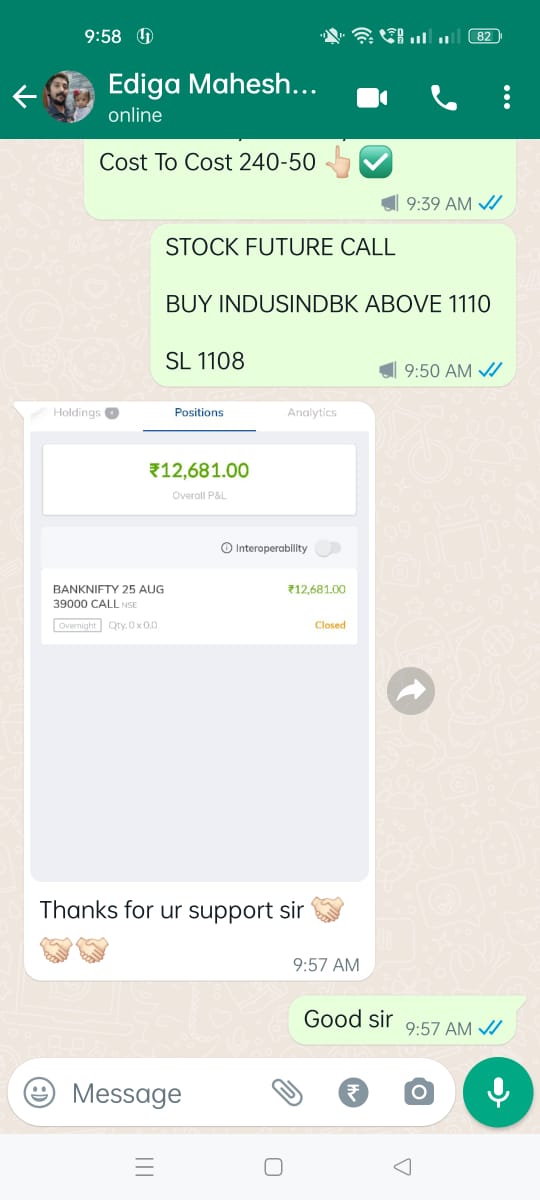 9:58
82
Ediga Mahesh...
online
Cost To Cost 240-50
9:39 AM
STOCK FUTURE CALL
BUY INDUSINDBK ABOVE 1110
SL 1108
9:50 AM
Holdings
Positions
Analytics
₹12,681.00
Overall P&L
Interoperability
BANKNIFTY 25 AUG
₹12,681.00
39000 CALL NSE
Overnight Qty. 0 x 0.0
Closed
Thanks for ur support sir
9:57 AM
Good sir
9:57 AM
Message